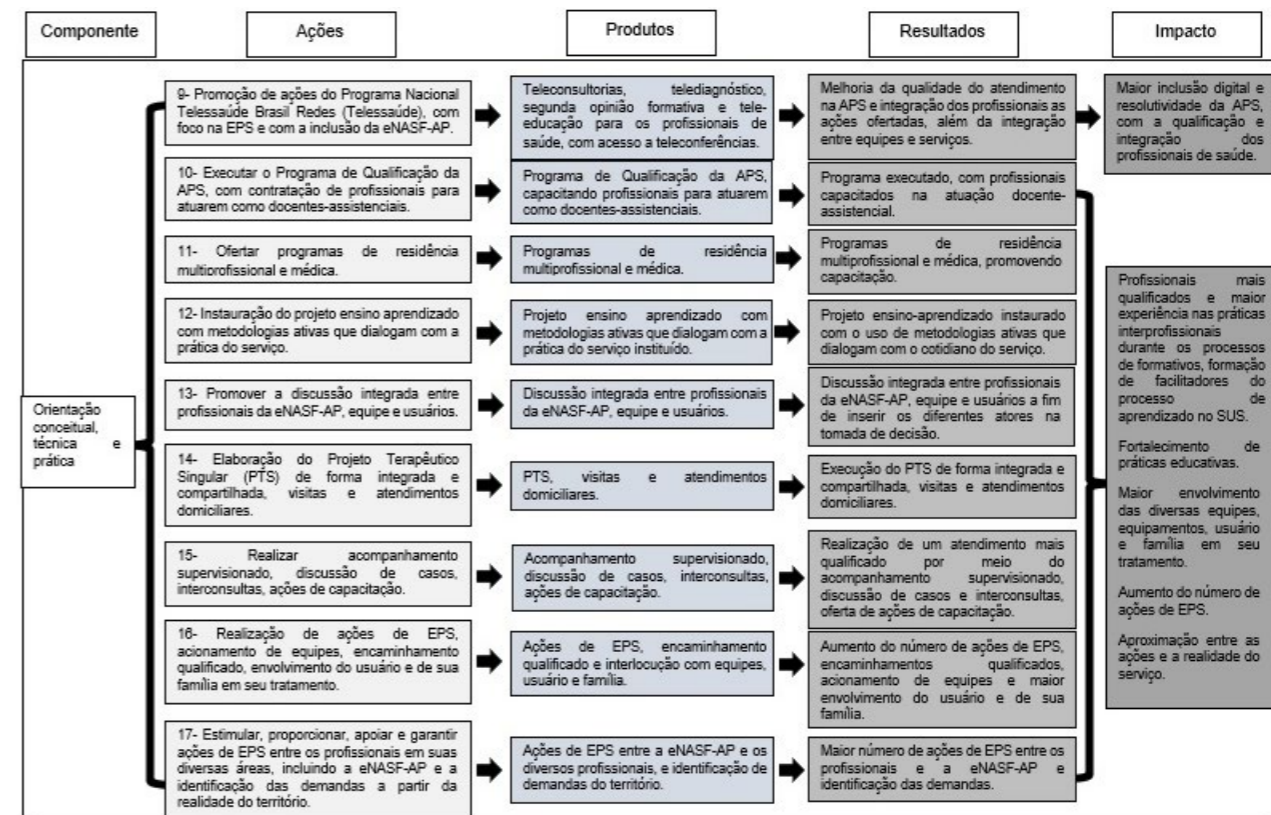 Componente
Ações
Produtos
Resultados
Impacto
Orientação
conceitual,
técnica e
prática
9- Promoção de ações do Programa Nacional
Telessaúde Brasil Redes (Telessaúde), com
foco na EPS e com a inclusão da eNASF-AP.
Teleconsultorias, telediagnóstico,
segunda opinião formativa e tele-
educação para os profissionais de
saúde, com acesso a teleconferências.
Melhoria da qualidade do atendimento
na APS e integração dos profissionais as
ações ofertadas, além da integração
entre equipes e serviços.
Maior inclusão digital e
resolutividade da APS,
com a qualificação e
integração dos
profissionais de saúde.
10- Executar o Programa de Qualificação da
APS, com contratação de profissionais para
atuarem como docentes-assistenciais.
Programa de Qualificação da APS,
capacitando profissionais para atuarem
como docentes-assistenciais.
Programa executado, com profissionais
capacitados na atuação docente-
assistencial.
11- Ofertar programas de residência
multiprofissional e médica.
Programas de residência
multiprofissional e médica.
Programas de residência
multiprofissional e médica, promovendo
capacitação.
12- Instauração do projeto ensino aprendizado
com metodologias ativas que dialogam com a
prática do serviço.
Projeto ensino aprendizado com
metodologias ativas que dialogam com a
prática do serviço instituído.
Projeto ensino-aprendizado instaurado
com o uso de metodologias ativas que
dialogam com o cotidiano do serviço.
13- Promover a discussão integrada entre
profissionais da eNASF-AP, equipe e usuários.
Discussão integrada entre profissionais
da eNASF-AP, equipe e usuários.
Discussão integrada entre profissionais
da eNASF-AP, equipe e usuários a fim
de inserir os diferentes atores na
tomada de decisão.
14- Elaboração do Projeto Terapêutico
Singular (PTS) de forma integrada e
compartilhada, visitas e atendimentos
domiciliares.
PTS, visitas e atendimentos
domiciliares.
Execução do PTS de forma integrada e
compartilhada, visitas e atendimentos
domiciliares.
15- Realizar acompanhamento
supervisionado, discussão de casos,
interconsultas, ações de capacitação.
Acompanhamento supervisionado,
discussão de casos, interconsultas,
ações de capacitação.
Realização de um atendimento mais
qualificado por meio do
acompanhamento supervisionado,
discussão de casos e interconsultas,
oferta de ações de capacitação.
16- Realização de ações de EPS,
acionamento de equipes, encaminhamento
qualificado, envolvimento do usuário e de sua
família em seu tratamento.
Ações de EPS, encaminhamento
qualificado e interlocução com equipes,
usuário e família.
Aumento do número de ações de EPS,
encaminhamentos qualificados,
acionamento de equipes e maior
envolvimento do usuário e de sua
família.
17- Estimular, proporcionar, apoiar e garantir
ações de EPS entre os profissionais em suas
diversas áreas, incluindo a eNASF-AP e a
identificação das demandas a partir da
realidade do território.
Ações de EPS entre a eNASF-AP e os
diversos profissionais, e identificação de
demandas do território.
Maior número de ações de EPS entre os
profissionais e a eNASF-AP e
identificação das demandas.
Profissionais mais
qualificados e maior
experiência nas práticas
interprofissionais
durante os processos
de formativos, formação
de facilitadores do
processo de
aprendizado no SUS.
Fortalecimento de
práticas educativas.
Maior envolvimento
das diversas equipes,
equipamentos, usuário
e família em seu
tratamento.
Aumento do número de
ações de EPS.
Aproximação entre as
ações e a realidade do
serviço.